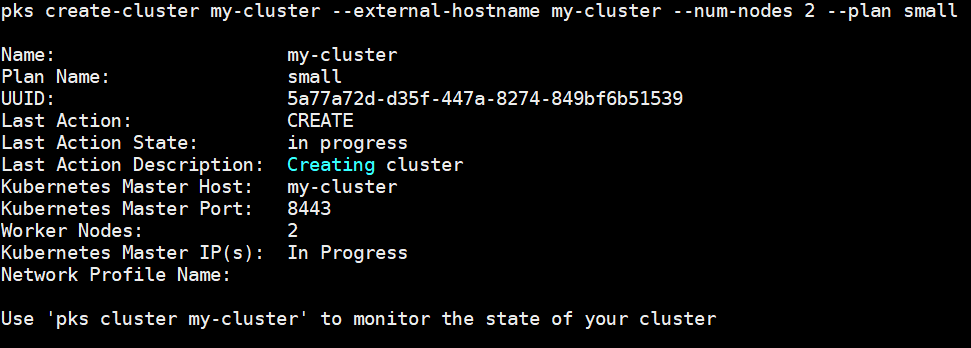 pks create-cluster my-cluster --external-hostname my-cluster --num-nodes 2 --plan small
Name: my-cluster
Plan Name: small
UUID: 5a77a72d-d35f-447a-8274-849bf6b51539
Last Action: CREATE
Last Action State: in progress
Last Action Description: Creating cluster
Kubernetes Master Host: my-cluster
Kubernetes Master Port: 8443
Worker Nodes: 2
Kubernetes Master IP(s): In Progress
Network Profile Name:
Use 'pks cluster my-cluster' to monitor the state of your cluster